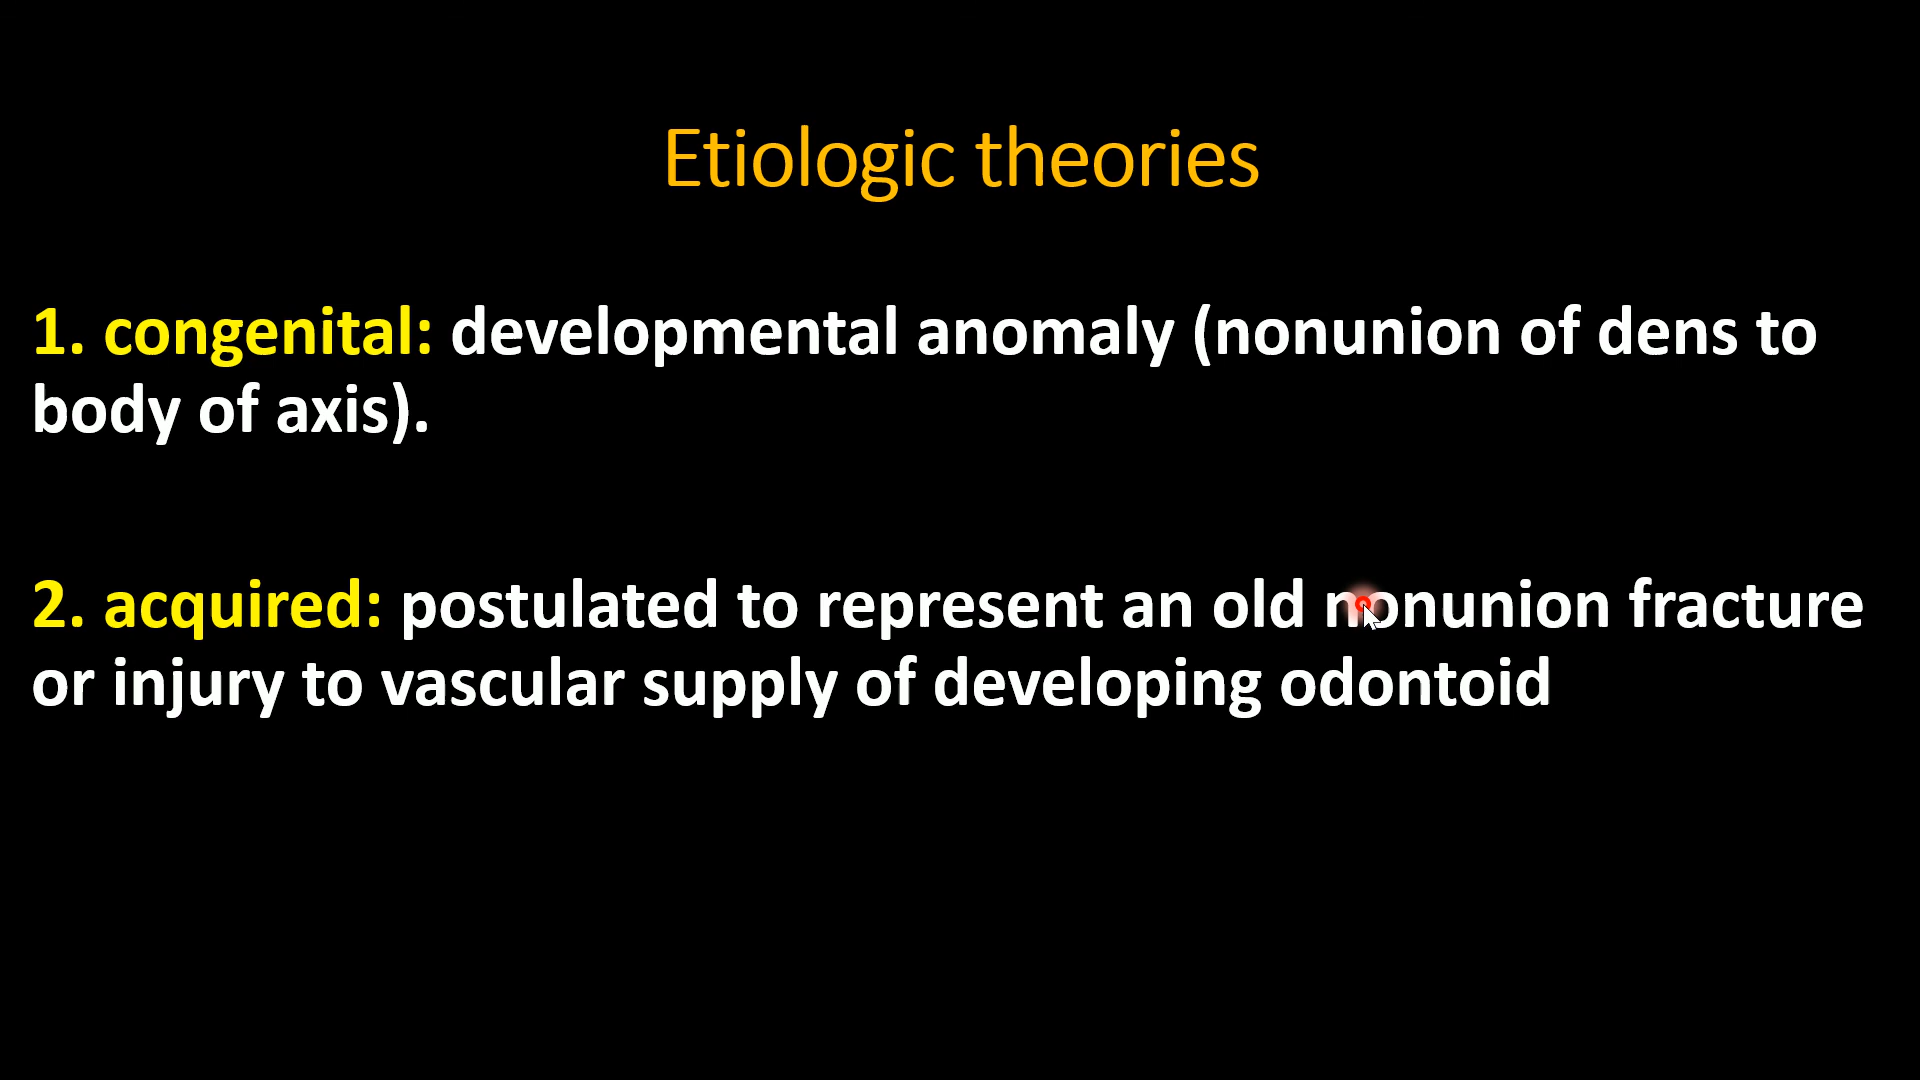 Etiologic theories
1. congenital: developmental anomaly (nonunion of dens to
body of axis).
2. acquired: postulated to represent an old nonunion fracture
or injury to vascular supply of developing odontoid